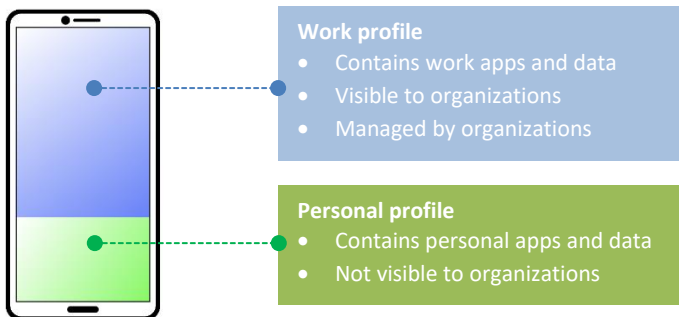 Work profile
• Contains work apps and data
• Visible to organizations
• Managed by organizations
Personal profile
• Contains personal apps and data
• Not visible to organizations